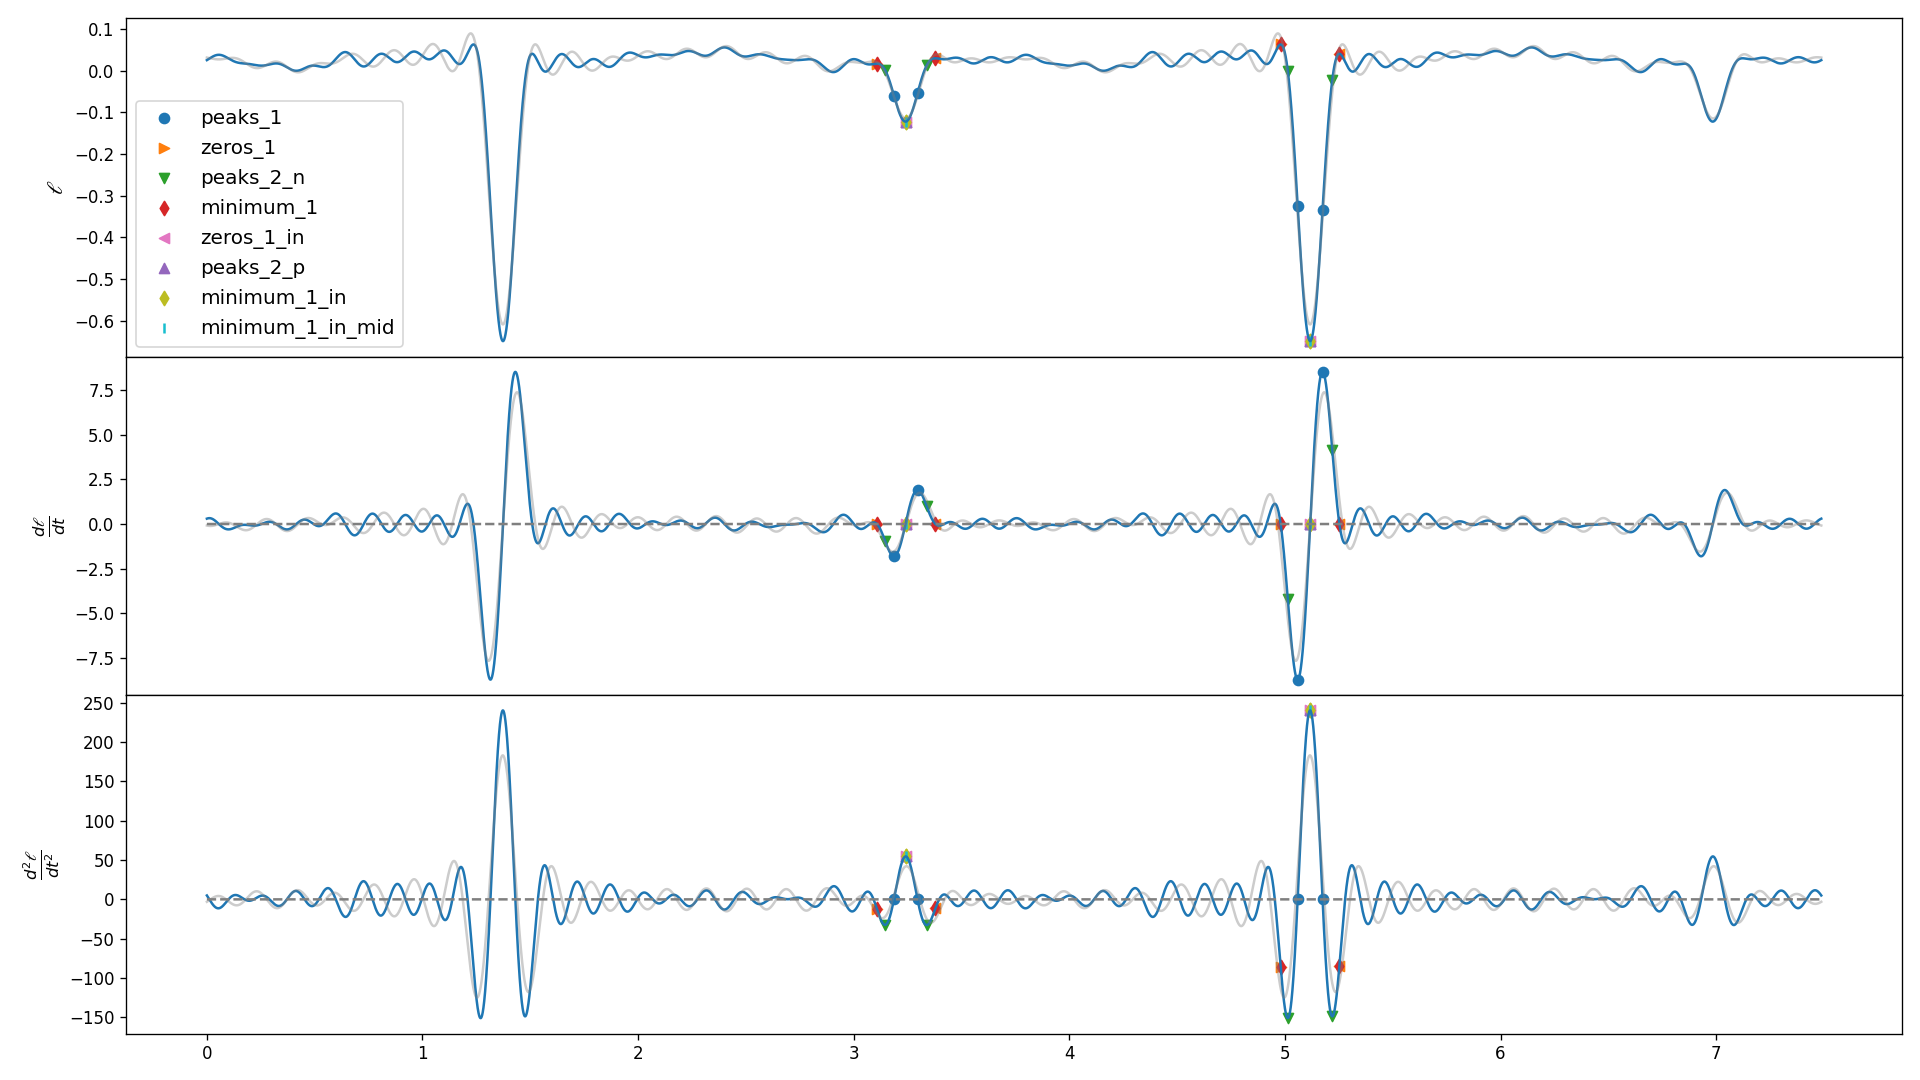 0.1
0.0
−0.1
−0.2
−0.3
−0.4
−0.5
−0.6
ℓ
peaks_1
zeros_1
peaks_2_n
minimum_1
zeros_1_in
peaks_2_p
minimum_1_in
minimum_1_in_mid
7.5
5.0
2.5
0.0
−2.5
−5.0
−7.5
dℓ
dt
250
200
150
100
50
0
−50
−100
−150
d²ℓ
dt²
0 1 2 3 4 5 6 7